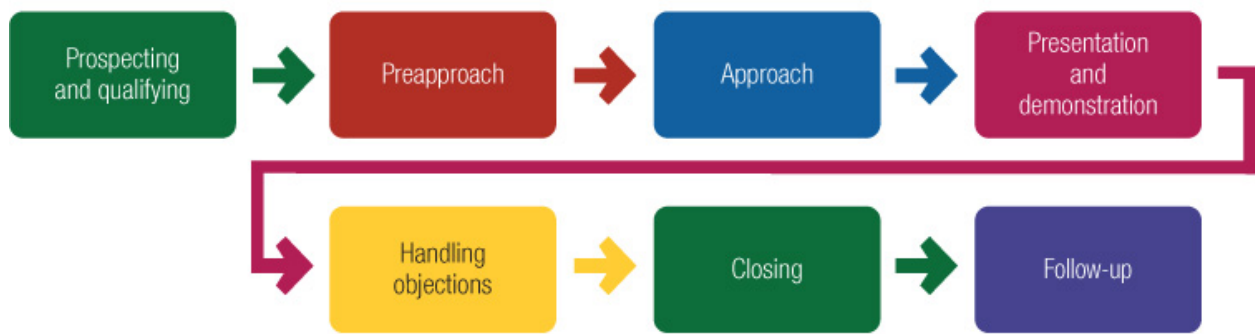 Prospecting
and qualifying
Preapproach
Approach
Presentation
and
demonstration
Handling
objections
Closing
Follow-up